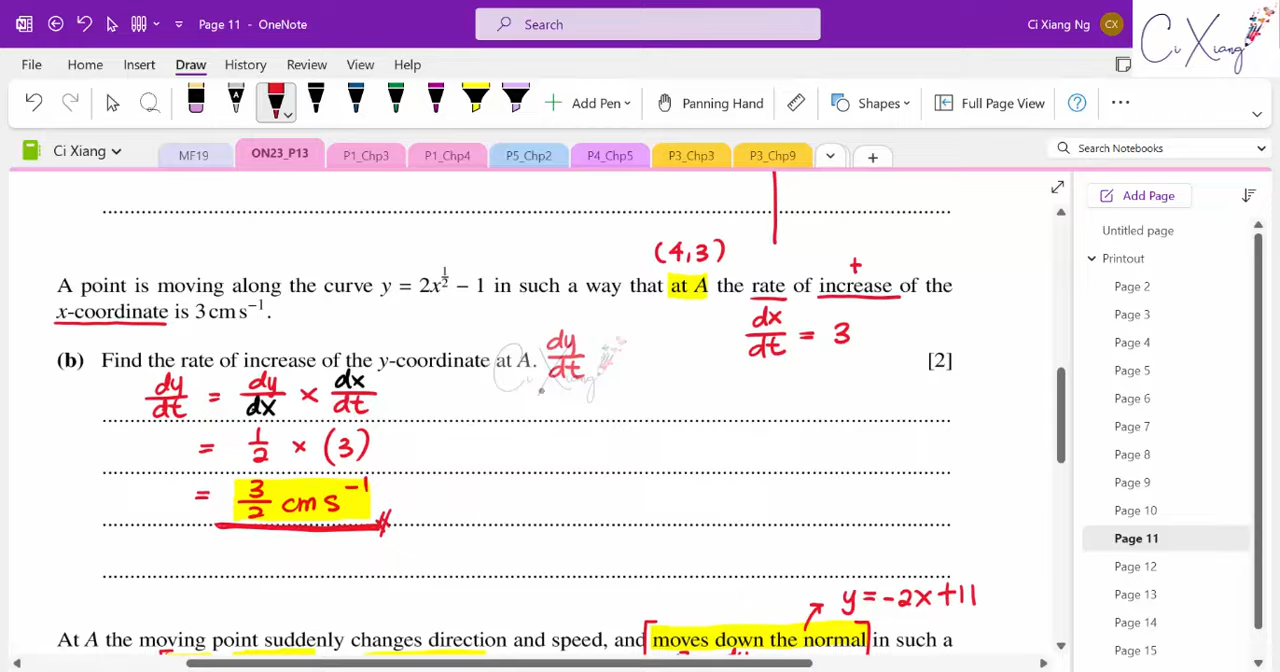 Page 11 - OneNote
Search
Ci Xiang Ng
CX
Ci Xiang
File Home Insert Draw History Review View Help
Add Pen
Panning Hand
Shapes
Full Page View
...
Ci Xiang
MF19
ON23_P13
P1_Chp3
P1_Chp4
P5_Chp2
P4_Chp5
P3_Chp3
P3_Chp9
+
Search Notebooks
Add Page
Untitled page
Printout
Page 2
Page 3
Page 4
Page 5
Page 6
Page 7
Page 8
Page 9
Page 10
Page 11
Page 12
Page 13
Page 14
Page 15
(4,3)
+
A point is moving along the curve y = 2x^{1/2} − 1 in such a way that at A the rate of increase of the
x-coordinate is 3 cm s⁻¹.
dx/dt = 3
(b) Find the rate of increase of the y-coordinate at A. dy/dt [2]
Ci Xiang
dy/dt = dy/dx × dx/dt
= 1/2 × (3)
= 3/2 cm s⁻¹
y = -2x + 11
At A the moving point suddenly changes direction and speed, and moves down the normal in such a